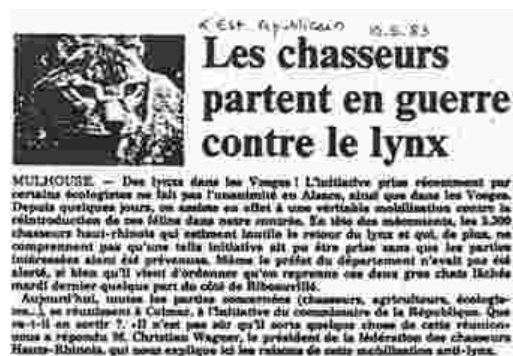 L'Est Républicain 10.5.83
Les chasseurs
partent en guerre
contre le lynx
MULHOUSE. — Des lynx dans les Vosges ! L'initiative prise récemment par
certains écologistes ne fait pas l'unanimité en Alsace, ainsi que dans les Vosges.
Depuis quelques jours, on assiste en effet à une véritable mobilisation contre la
réintroduction de ces félins dans notre contrée. En tête des mécontents, les 3.500
chasseurs haut-rhinois qui estiment inutile le retour du lynx et qui, de plus, ne
comprennent pas qu'une telle initiative ait pu être prise sans que les parties
intéressées aient été prévenues. Même le préfet du département n'avait pas été
alerté, si bien qu'il vient d'ordonner qu'on reprenne ces deux gros chats lâchés
mardi dernier quelque part du côté de Ribeauvillé.
Aujourd'hui, toutes les parties concernées (chasseurs, agriculteurs, écologis-
tes...), se réunissent à Colmar, à l'initiative du commissaire de la République. Que
va-t-il en sortir ?. «Il n'est pas sûr qu'il sorte quelque chose de cette réunion»
nous a répondu M. Christian Wagner, le président de la fédération des chasseurs
Hauts-Rhinois, qui nous explique ici les raisons de cette mobilisation anti-lynx.